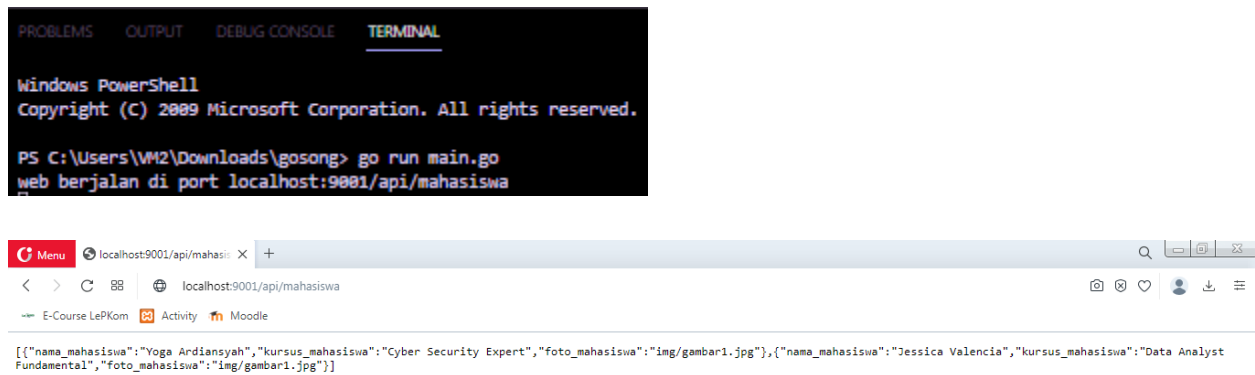 PROBLEMS OUTPUT DEBUG CONSOLE TERMINAL
Windows PowerShell
Copyright (C) 2009 Microsoft Corporation. All rights reserved.
PS C:\Users\VM2\Downloads\gosong> go run main.go
web berjalan di port localhost:9001/api/mahasiswa
Menu localhost:9001/api/mahasis
localhost:9001/api/mahasiswa
E-Course LePKom Activity Moodle
[{"nama_mahasiswa":"Yoga Ardiansyah","kursus_mahasiswa":"Cyber Security Expert","foto_mahasiswa":"img/gambar1.jpg"},{"nama_mahasiswa":"Jessica Valencia","kursus_mahasiswa":"Data Analyst
Fundamental","foto_mahasiswa":"img/gambar1.jpg"}]